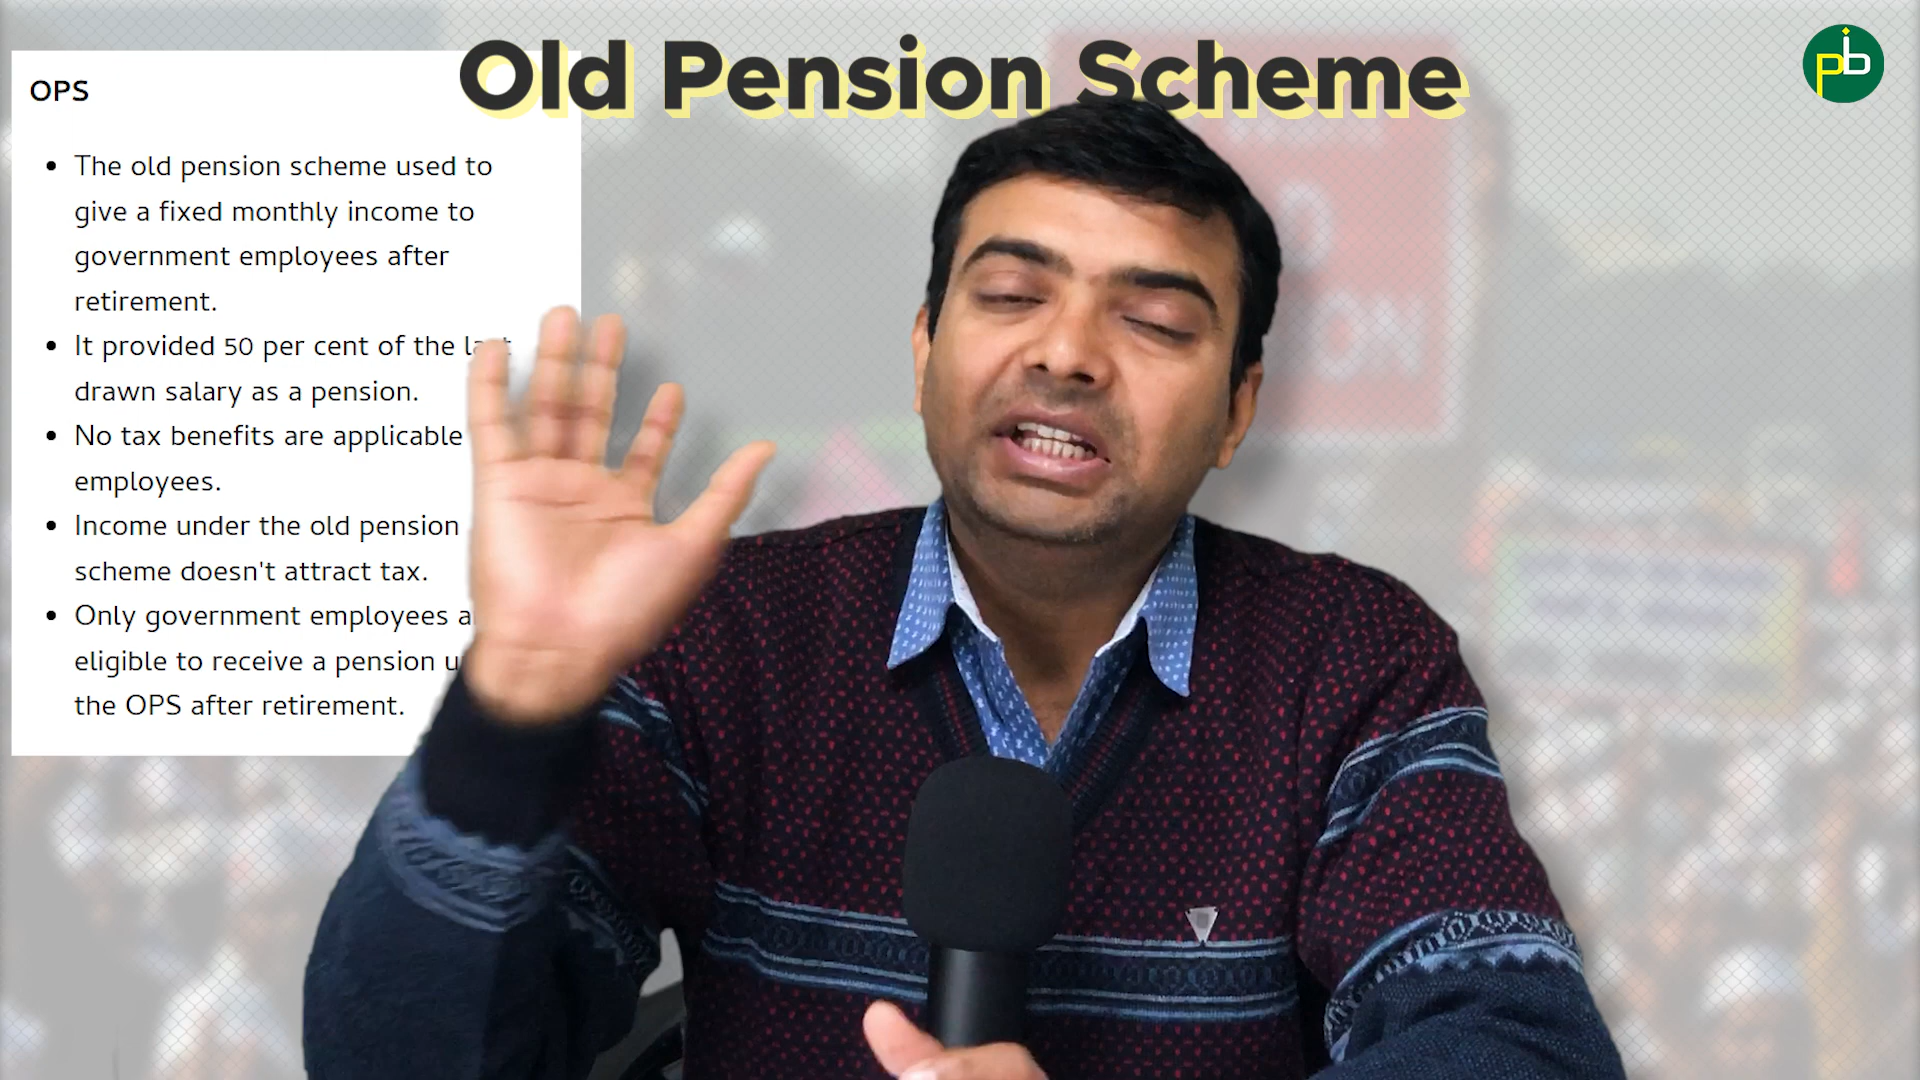 Old Pension Scheme
pib
OPS
The old pension scheme used to
give a fixed monthly income to
government employees after
retirement.
It provided 50 per cent of the
drawn salary as a pension.
No tax benefits are applicable
employees.
Income under the old pension
scheme doesn't attract tax.
Only government employees
eligible to receive a pension
the OPS after retirement.